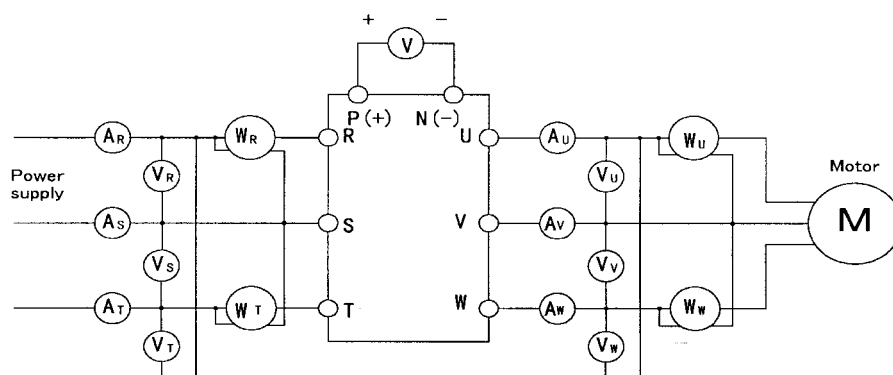 + −
V
P(+) N(−)
AR WR R U AU WU
Power supply
VR VU Motor
AS S V AV M
VS VV
AT WT T W AW WW
VT VW